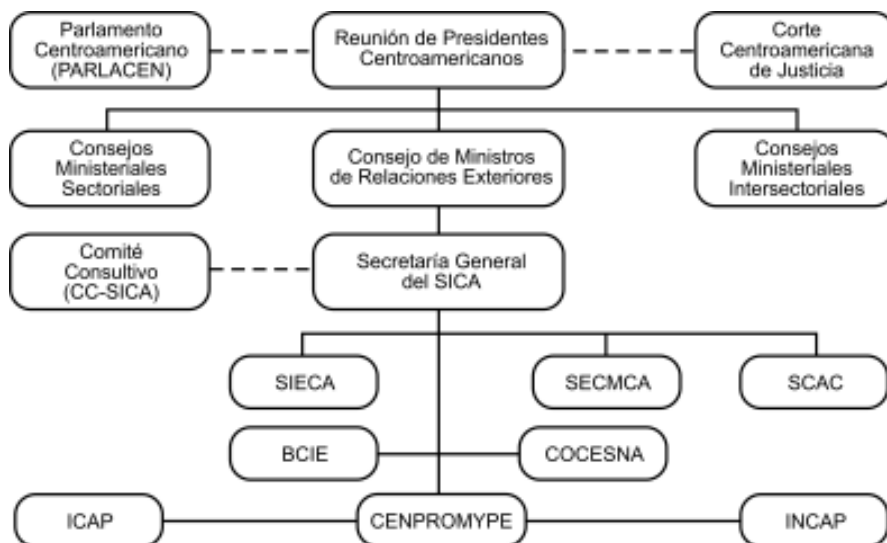 Parlamento
Centroamericano
(PARLACEN)
Reunión de Presidentes
Centroamericanos
Corte
Centroamericana
de Justicia
Consejos
Ministeriales
Sectoriales
Consejo de Ministros
de Relaciones Exteriores
Consejos
Ministeriales
Intersectoriales
Comité
Consultivo
(CC-SICA)
Secretaría General
del SICA
SIECA
SECMCA
SCAC
BCIE
COCESNA
ICAP
CENPROMYPE
INCAP